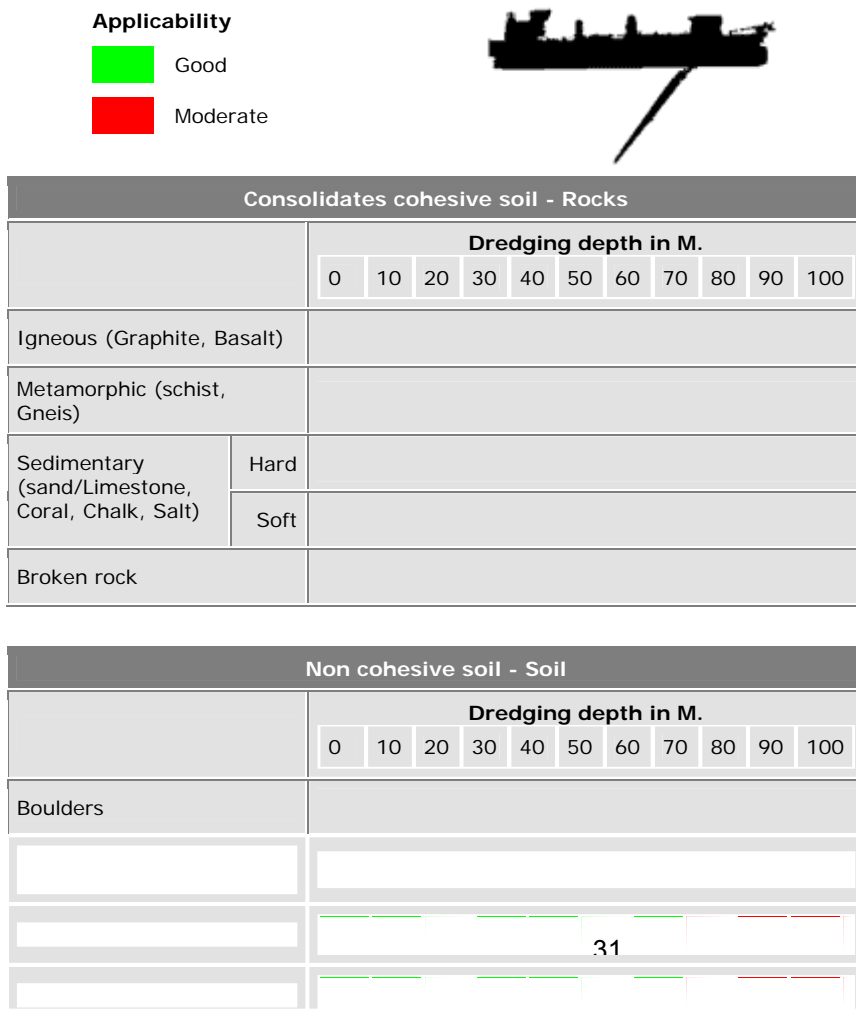 Applicability
Good
Moderate
Consolidates cohesive soil - Rocks
Dredging depth in M.
0 10 20 30 40 50 60 70 80 90 100
Igneous (Graphite, Basalt)
Metamorphic (schist,
Gneis)
Sedimentary
(sand/Limestone,
Coral, Chalk, Salt)
Hard
Soft
Broken rock
Non cohesive soil - Soil
Dredging depth in M.
0 10 20 30 40 50 60 70 80 90 100
Boulders
31